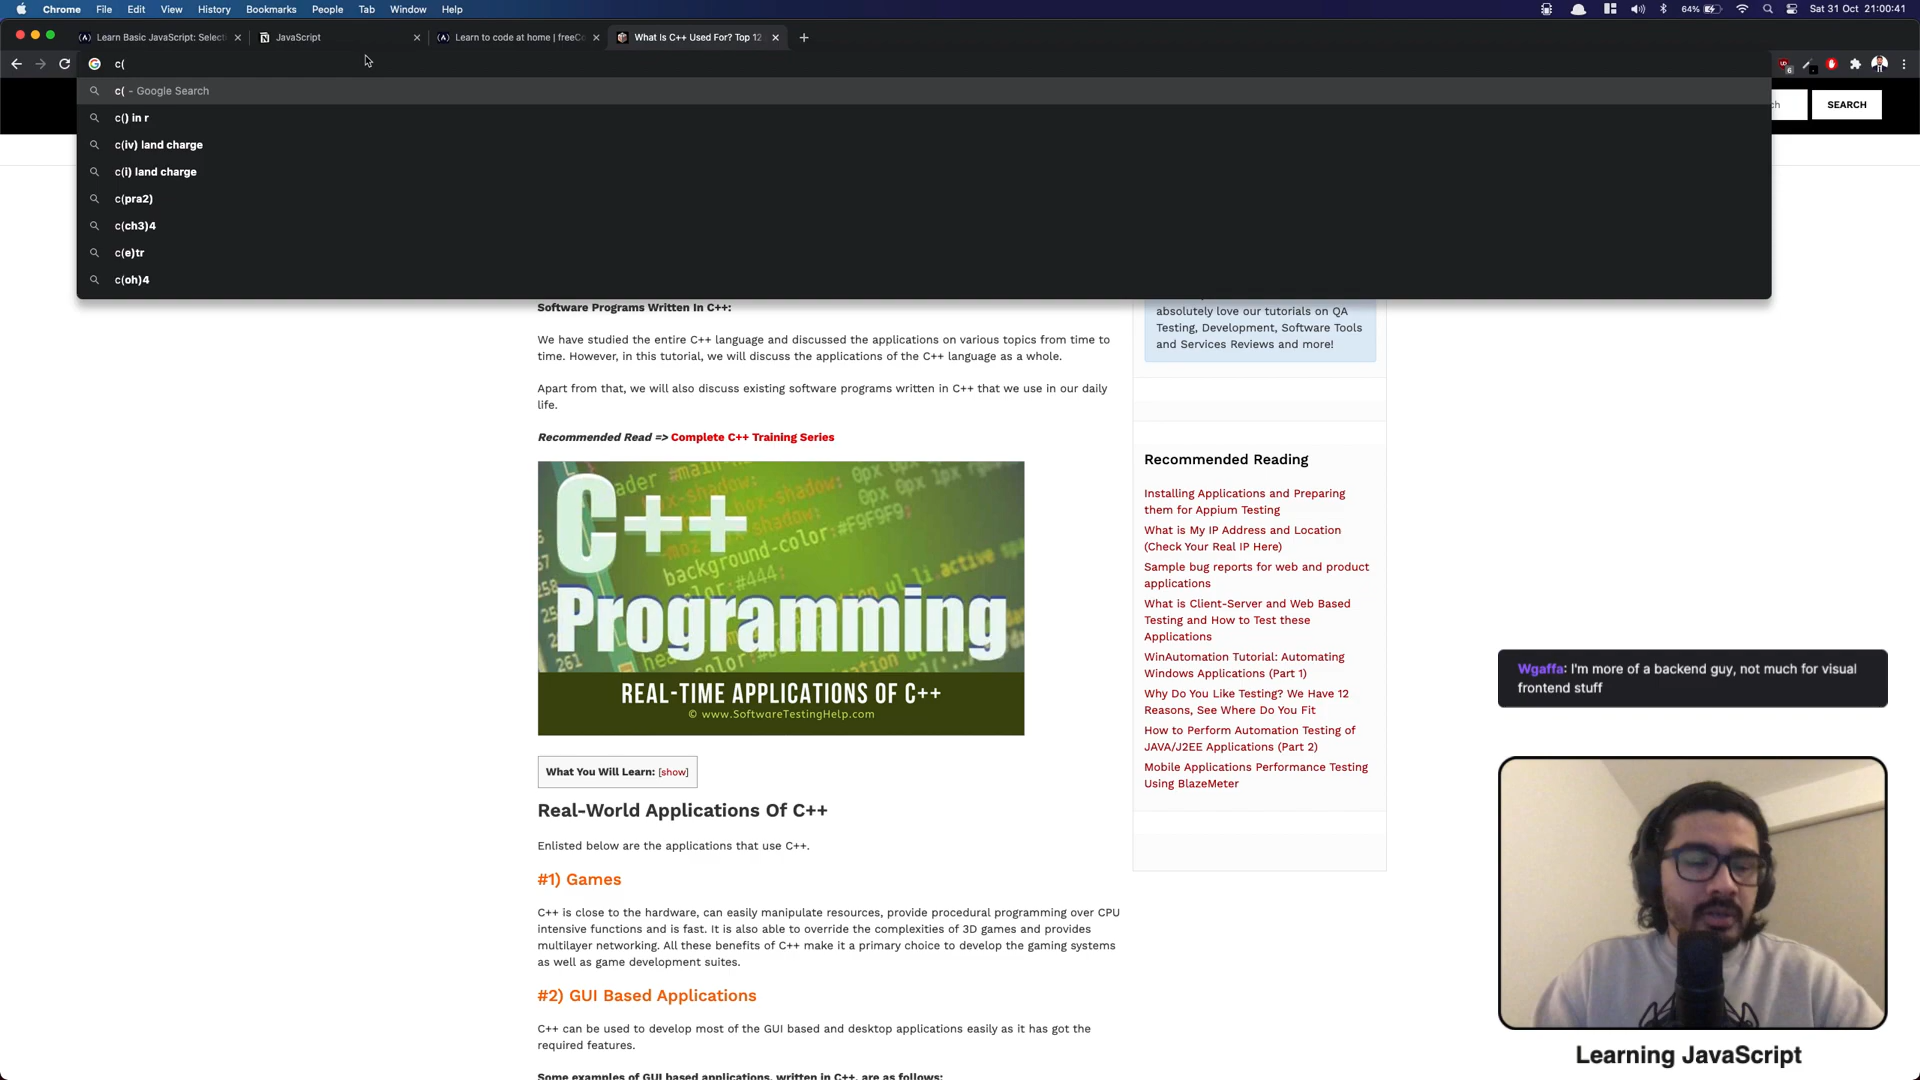 Chrome File Edit View History Bookmarks People Tab Window Help
64% Sat 31 Oct 21:00:41
Learn Basic JavaScript: Select
JavaScript
Learn to code at home | freeCo
What Is C++ Used For? Top 12
c(
c( - Google Search
c() in r
c(iv) land charge
c(i) land charge
c(pra2)
c(ch3)4
c(e)tr
c(oh)4
6
ch
SEARCH
Software Programs Written In C++:
We have studied the entire C++ language and discussed the applications on various topics from time to
time. However, in this tutorial, we will discuss the applications of the C++ language as a whole.
Apart from that, we will also discuss existing software programs written in C++ that we use in our daily
life.
Recommended Read => Complete C++ Training Series
C++
Programming
REAL-TIME APPLICATIONS OF C++
© www.SoftwareTestingHelp.com
What You Will Learn: [show]
Real-World Applications Of C++
Enlisted below are the applications that use C++.
#1) Games
C++ is close to the hardware, can easily manipulate resources, provide procedural programming over CPU
intensive functions and is fast. It is also able to override the complexities of 3D games and provides
multilayer networking. All these benefits of C++ make it a primary choice to develop the gaming systems
as well as game development suites.
#2) GUI Based Applications
C++ can be used to develop most of the GUI based and desktop applications easily as it has got the
required features.
Some examples of GUI based applications, written in C++, are as follows:
absolutely love our tutorials on QA
Testing, Development, Software Tools
and Services Reviews and more!
Recommended Reading
Installing Applications and Preparing
them for Appium Testing
What is My IP Address and Location
(Check Your Real IP Here)
Sample bug reports for web and product
applications
What is Client-Server and Web Based
Testing and How to Test these
Applications
WinAutomation Tutorial: Automating
Windows Applications (Part 1)
Why Do You Like Testing? We Have 12
Reasons, See Where Do You Fit
How to Perform Automation Testing of
JAVA/J2EE Applications (Part 2)
Mobile Applications Performance Testing
Using BlazeMeter
Wgaffa: I'm more of a backend guy, not much for visual
frontend stuff
Learning JavaScript